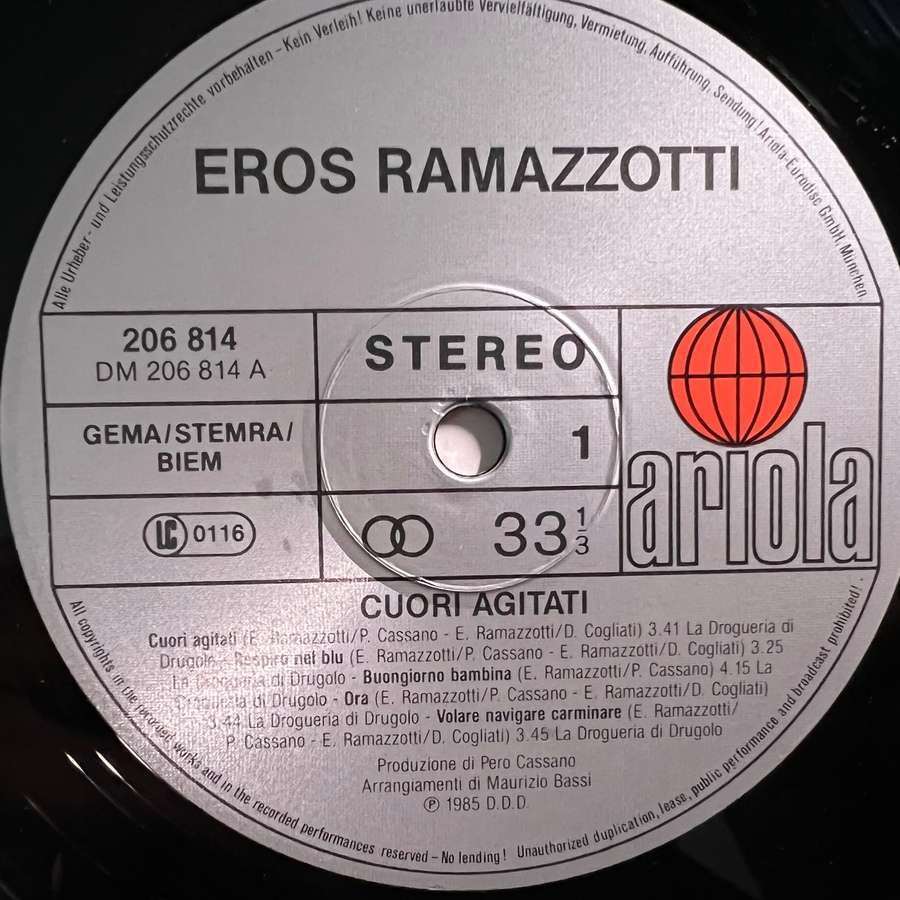 Alle Urheber- und Leistungsschutzrechte vorbehalten – Kein Verleih! Keine unerlaubte Vervielfältigung, Vermietung, Aufführung, Sendung! Ariola-Eurodisc GmbH, München
EROS RAMAZZOTTI
206 814
DM 206 814 A
STEREO
GEMA/STEMRA/
BIEM
1
LC 0116
33 1/3
ariola
CUORI AGITATI
Cuori agitati (E. Ramazzotti/P. Cassano - E. Ramazzotti/D. Cogliati) 3.41 La Drogueria di
Drugolo - Respiro nel blu (E. Ramazzotti/P. Cassano - E. Ramazzotti/D. Cogliati) 3.25
La Drogueria di Drugolo - Buongiorno bambina (E. Ramazzotti/P. Cassano) 4.15 La
Drogueria di Drugolo - Ora (E. Ramazzotti/P. Cassano - E. Ramazzotti/D. Cogliati)
3.44 La Drogueria di Drugolo - Volare navigare carminare (E. Ramazzotti/
P. Cassano - E. Ramazzotti/D. Cogliati) 3.45 La Drogueria di Drugolo
Produzione di Pero Cassano
Arrangiamenti di Maurizio Bassi
℗ 1985 D.D.D.
All copyrights in the recorded works and in the recorded performances reserved – No lending! Unauthorized duplication, lease, public performance and broadcast prohibited!